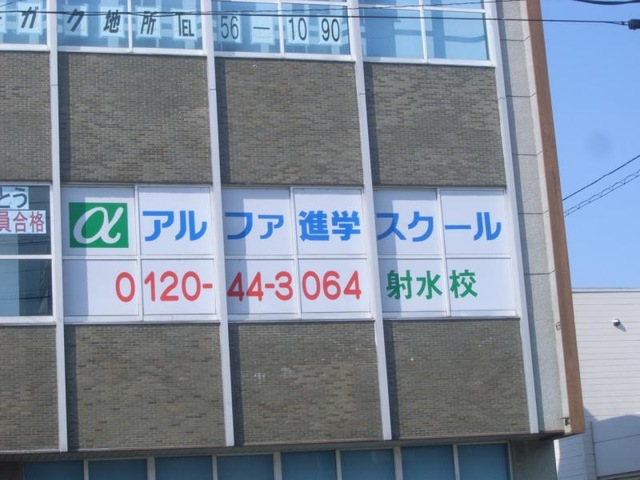 ガク地所 TEL 56-1090
とう
員合格
α アルファ進学スクール
0120-44-3064 射水校